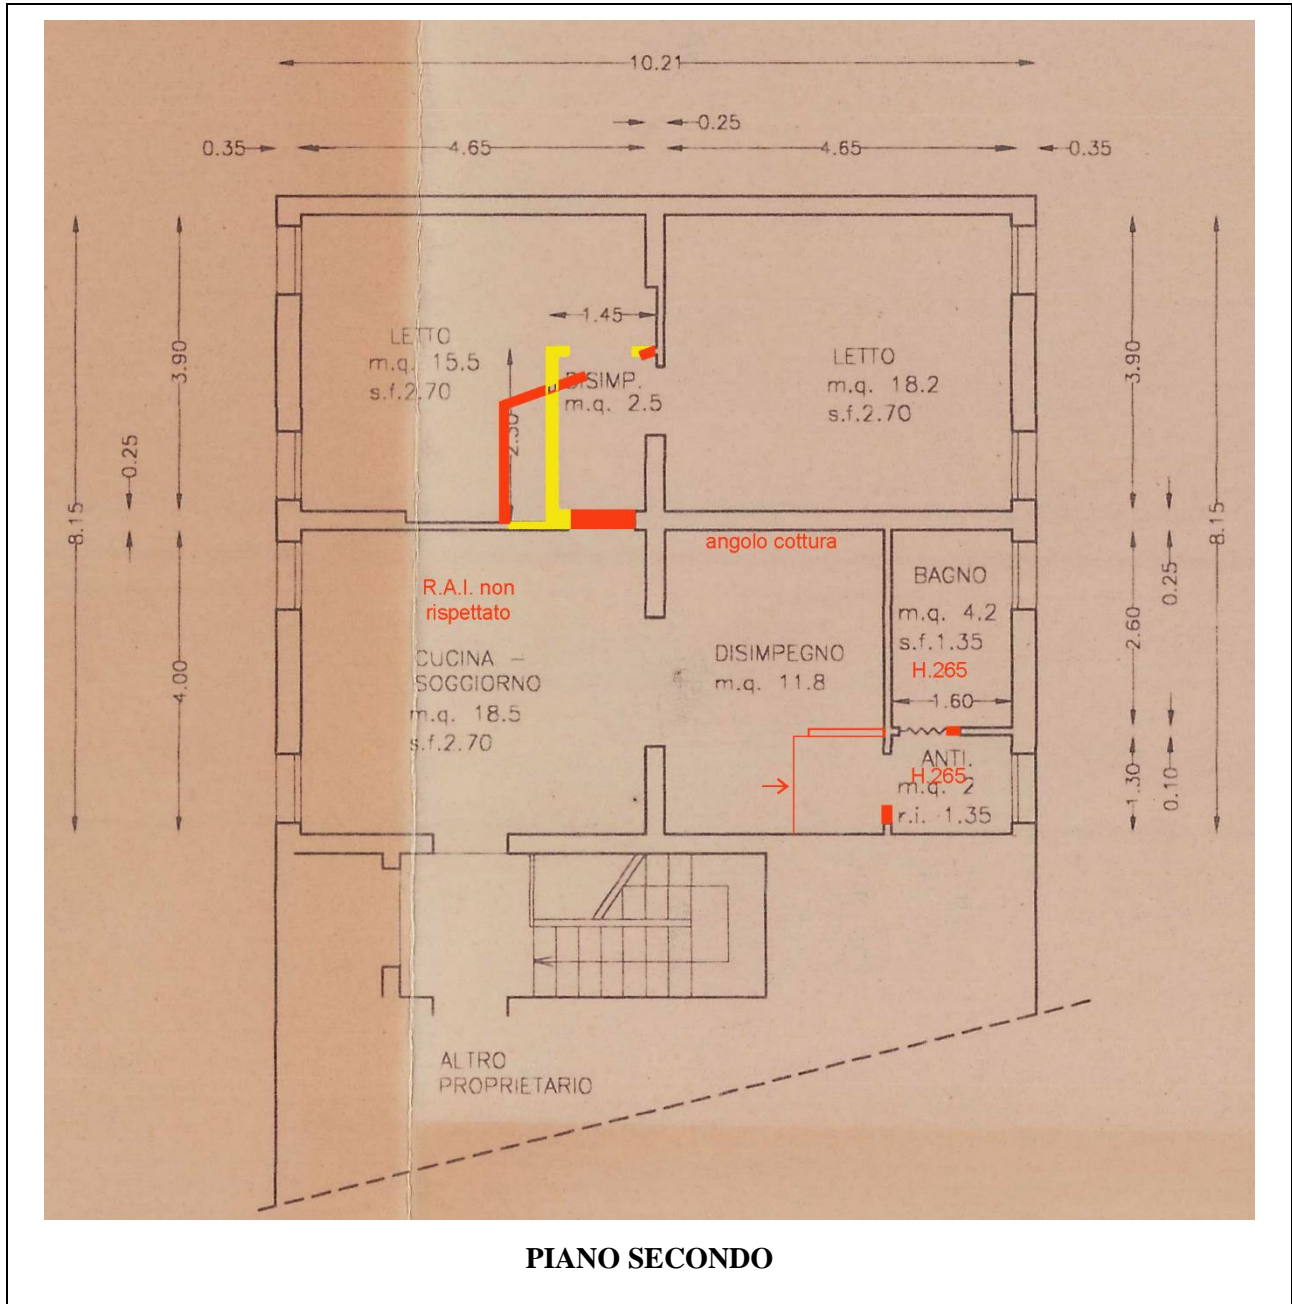 10.21
0.25
0.35
4.65
4.65
0.35
1.45
LETTO
m.q. 15.5
s.f.2.70
DISIMP.
m.q. 2.5
2.30
LETTO
m.q. 18.2
s.f.2.70
3.90
0.25
8.15
4.00
3.90
8.15
0.25
2.60
1.30
0.10
angolo cottura
R.A.I. non
rispettato
CUCINA –
SOGGIORNO
m.q. 18.5
s.f.2.70
DISIMPEGNO
m.q. 11.8
BAGNO
m.q. 4.2
s.f.1.35
H.265
1.60
ANTI.
H.265
m.q. 2
r.i. 1.35
ALTRO
PROPRIETARIO
PIANO SECONDO